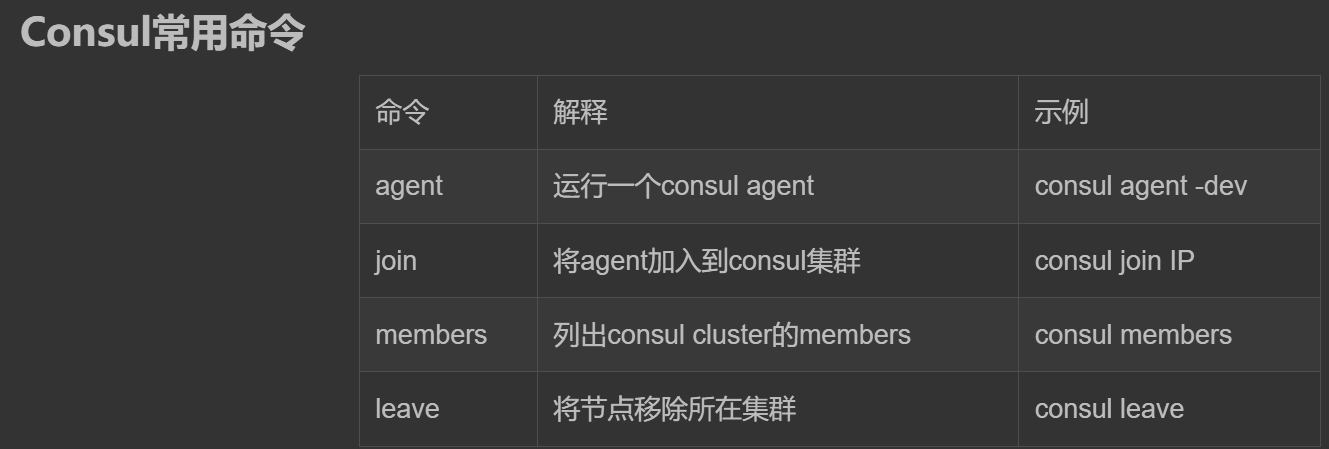 Consul常用命令
命令 解释 示例
agent 运行一个consul agent consul agent -dev
join 将agent加入到consul集群 consul join IP
members 列出consul cluster的members consul members
leave 将节点移除所在集群 consul leave